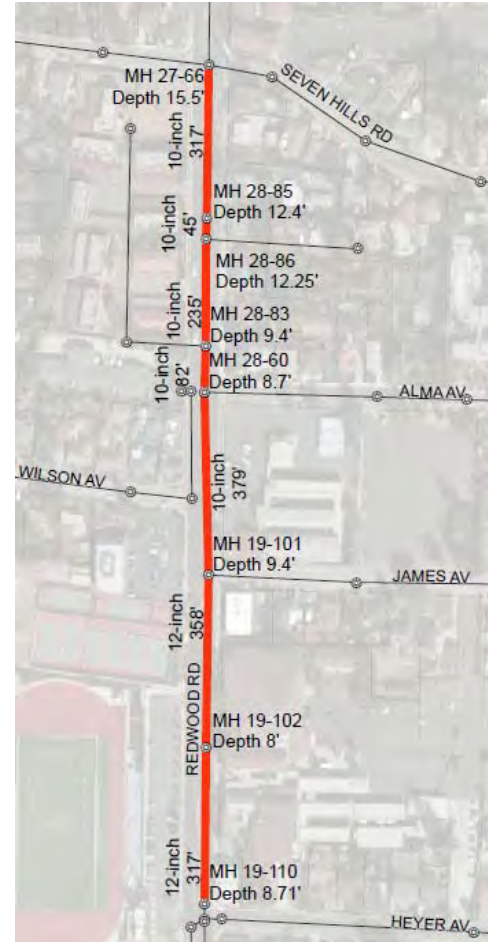 MH 27-66
Depth 15.5'
SEVEN HILLS RD
10-inch
317'
MH 28-85
Depth 12.4'
10-inch
45'
MH 28-86
Depth 12.25'
10-inch
235'
MH 28-83
Depth 9.4'
MH 28-60
Depth 8.7'
10-inch
82'
ALMA AV
WILSON AV
10-inch
379'
MH 19-101
Depth 9.4'
JAMES AV
12-inch
358'
REDWOOD RD
MH 19-102
Depth 8'
12-inch
317'
MH 19-110
Depth 8.71'
HEYER AV